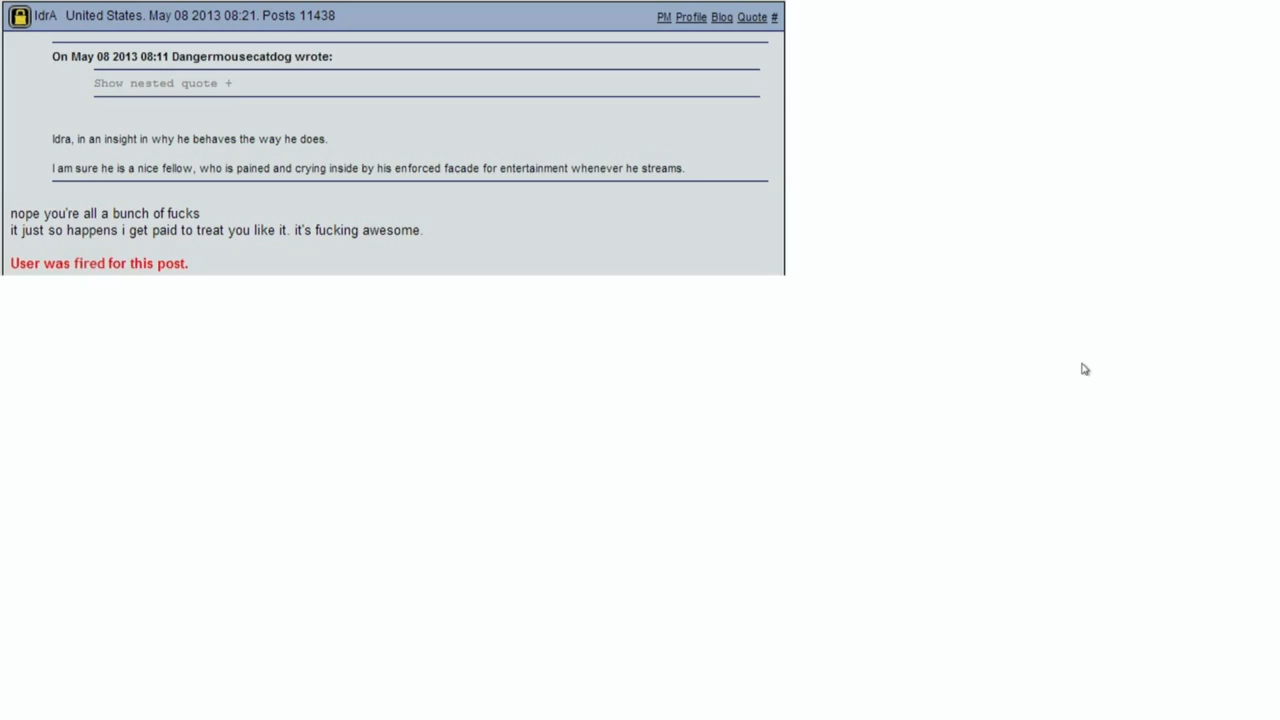 IdrA United States. May 08 2013 08:21. Posts 11438 PM Profile Blog Quote #
On May 08 2013 08:11 Dangermousecatdog wrote:
Show nested quote +
Idra, in an insight in why he behaves the way he does.
I am sure he is a nice fellow, who is pained and crying inside by his enforced facade for entertainment whenever he streams.
nope you're all a bunch of fucks
it just so happens i get paid to treat you like it. it's fucking awesome.
User was fired for this post.